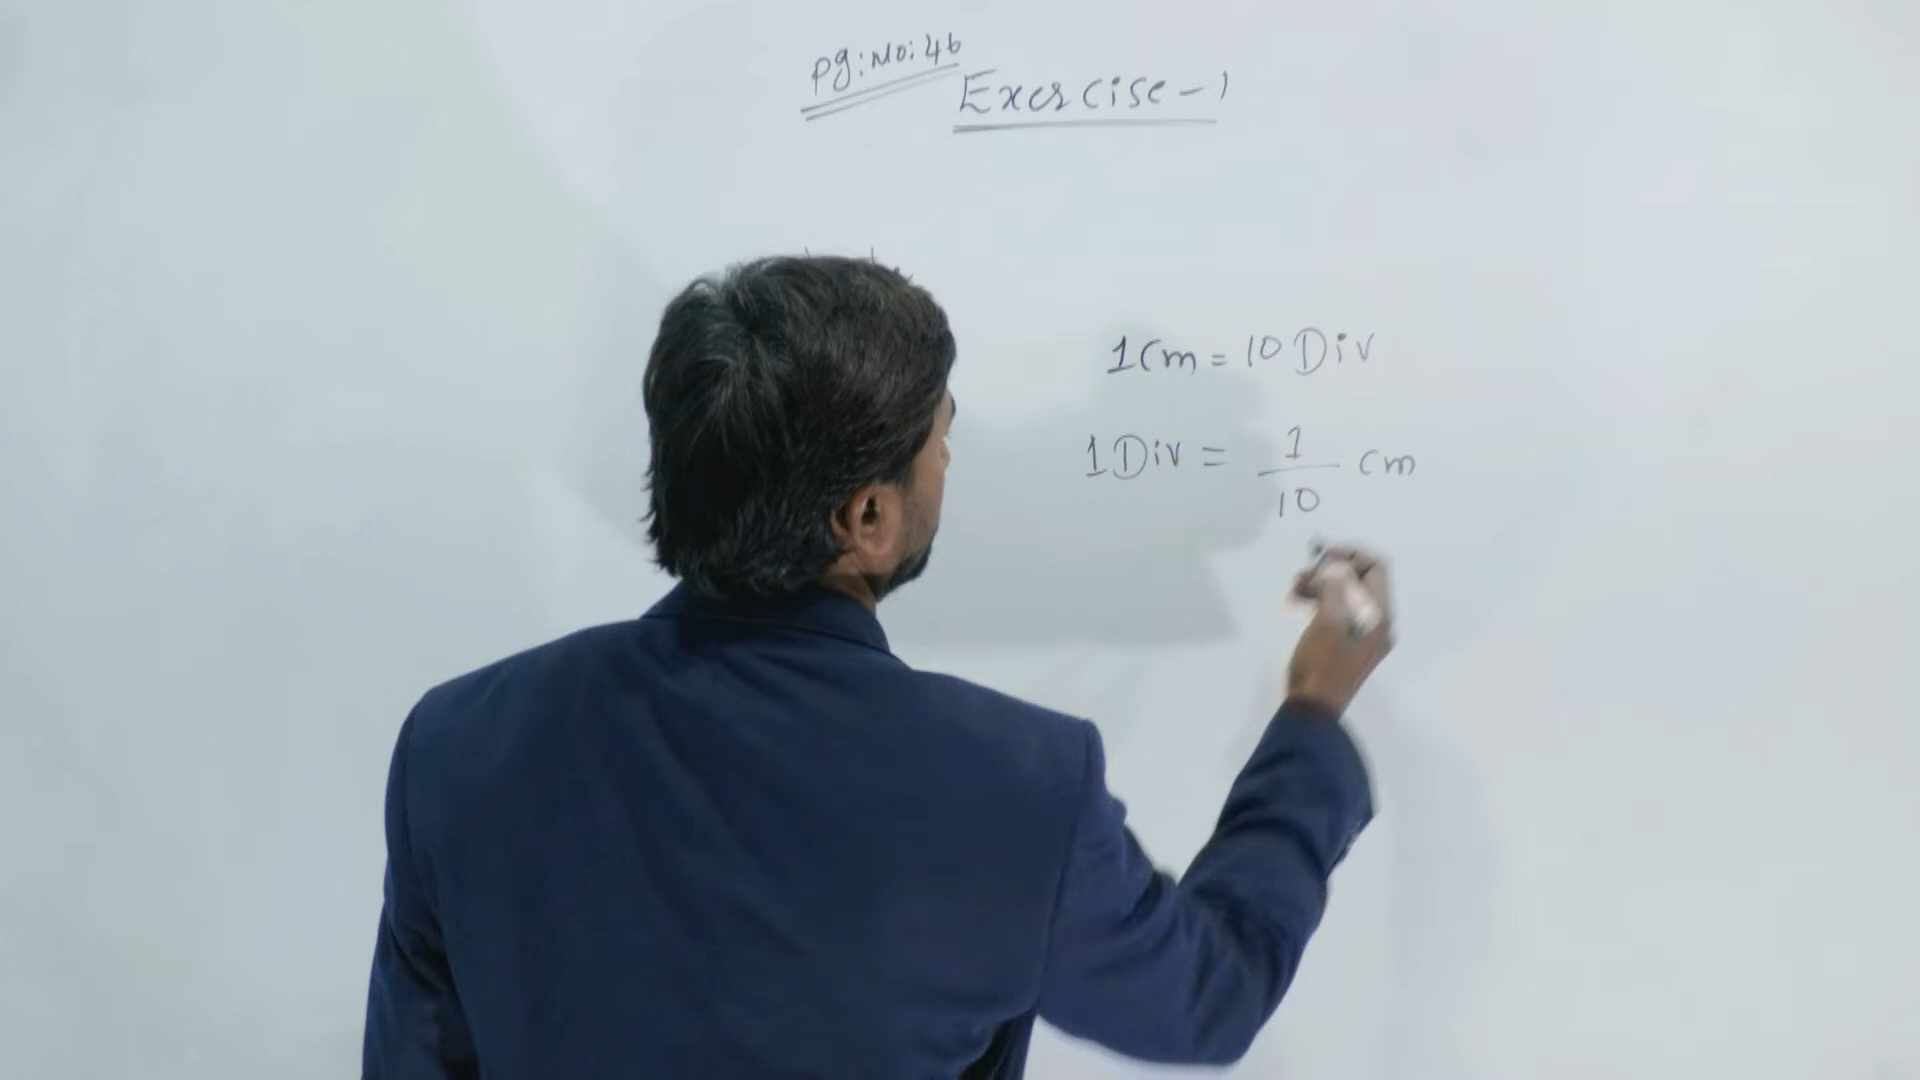 Pg:No:46
Exercise-1
1Cm = 10 Div
1Div = 1/10 cm